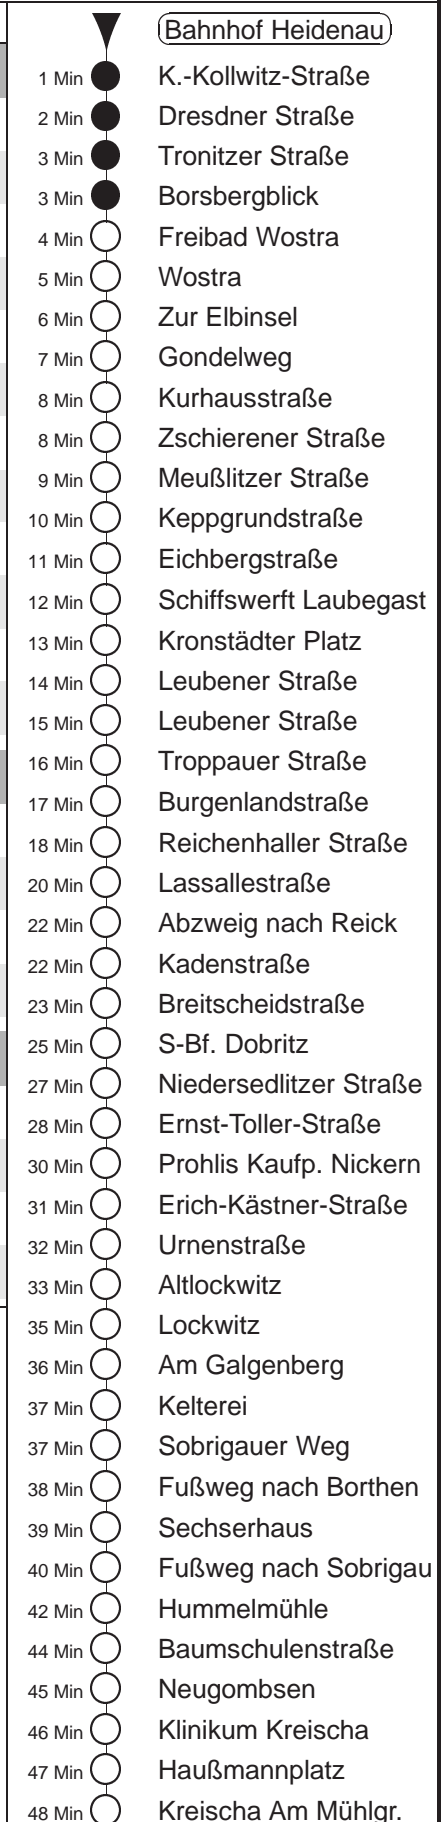 Bahnhof Heidenau
1 Min K.-Kollwitz-Straße
2 Min Dresdner Straße
3 Min Tronitzer Straße
3 Min Borsbergblick
4 Min Freibad Wostra
5 Min Wostra
6 Min Zur Elbinsel
7 Min Gondelweg
8 Min Kurhausstraße
8 Min Zschierener Straße
9 Min Meußlitzer Straße
10 Min Keppgrundstraße
11 Min Eichbergstraße
12 Min Schiffswerft Laubegast
13 Min Kronstädter Platz
14 Min Leubener Straße
15 Min Leubener Straße
16 Min Troppauer Straße
17 Min Burgenlandstraße
18 Min Reichenhaller Straße
20 Min Lassallestraße
22 Min Abzweig nach Reick
22 Min Kadenstraße
23 Min Breitscheidstraße
25 Min S-Bf. Dobritz
27 Min Niedersedlitzer Straße
28 Min Ernst-Toller-Straße
30 Min Prohlis Kaufp. Nickern
31 Min Erich-Kästner-Straße
32 Min Urnenstraße
33 Min Altlockwitz
35 Min Lockwitz
36 Min Am Galgenberg
37 Min Kelterei
37 Min Sobrigauer Weg
38 Min Fußweg nach Borthen
39 Min Sechserhaus
40 Min Fußweg nach Sobrigau
42 Min Hummelmühle
44 Min Baumschulenstraße
45 Min Neugombsen
46 Min Klinikum Kreischa
47 Min Haußmannplatz
48 Min Kreischa Am Mühlgr.